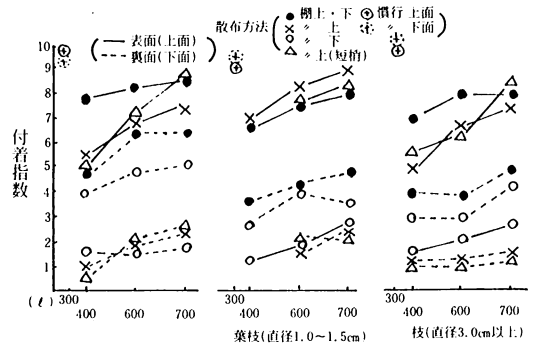 散布方法 ● 棚上・下 慣行 上面
× 〃 上 〃 下面
○ 〃 下
△ 〃 上(短梢)
表面(上面)
裏面(下面)
付着指数
10
9
8
7
6
5
4
3
2
1
(ℓ) 300 400 600 700
300 400 600 700
300 400 600 700
葉枝(直径1.0～1.5cm)
枝(直径3.0cm以上)